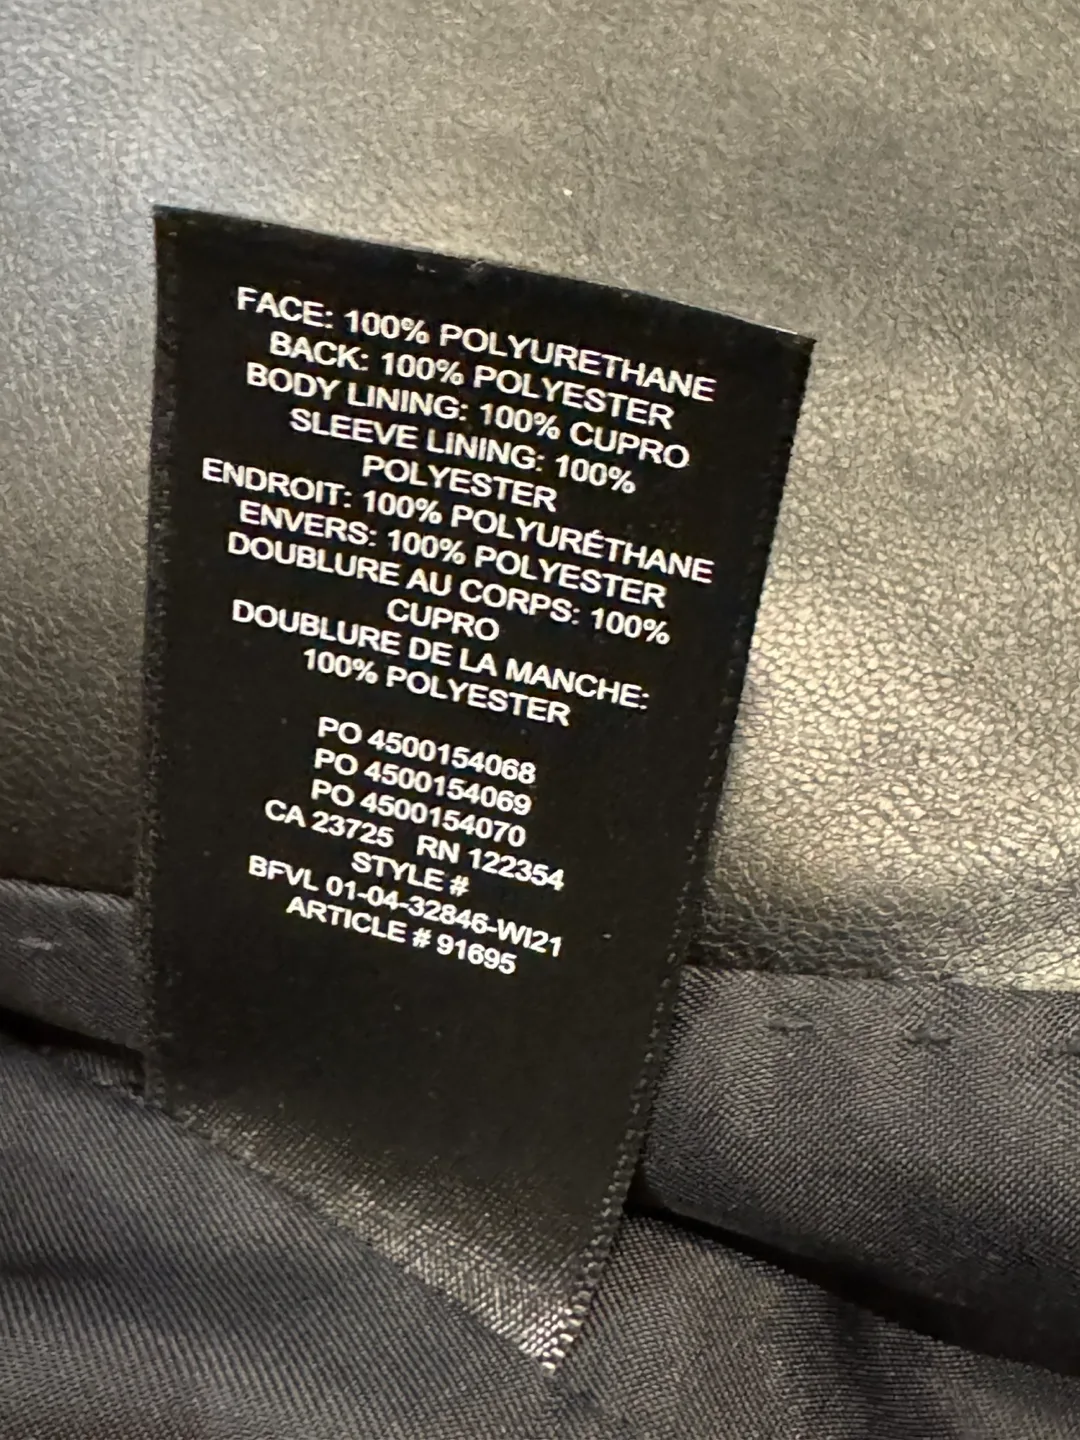 FACE: 100% POLYURETHANE
BACK: 100% POLYESTER
BODY LINING: 100% CUPRO
SLEEVE LINING: 100%
POLYESTER
ENDROIT: 100% POLYURÉTHANE
ENVERS: 100% POLYESTER
DOUBLURE AU CORPS: 100%
CUPRO
DOUBLURE DE LA MANCHE:
100% POLYESTER
PO 4500154068
PO 4500154069
PO 4500154070
CA 23725 RN 122354
STYLE #
BFVL 01-04-32846-WI21
ARTICLE # 91695